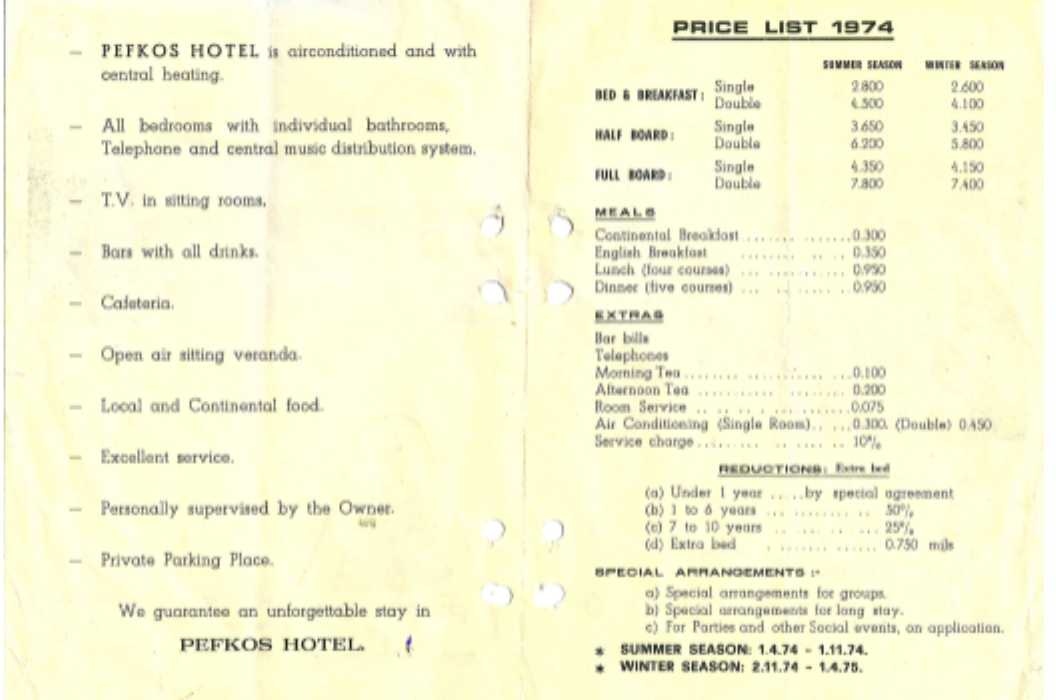 — PEFKOS HOTEL is airconditioned and with
central heating.
— All bedrooms with individual bathrooms,
Telephone and central music distribution system.
— T.V. in sitting rooms.
— Bars with all drinks.
— Cafeteria.
— Open air sitting veranda.
— Local and Continental food.
— Excellent service.
— Personally supervised by the Owner.
— Private Parking Place.
We guarantee an unforgettable stay in
PEFKOS HOTEL.
PRICE LIST 1974
SUMMER SEASON WINTER SEASON
BED & BREAKFAST: Single 2.800 2.600
Double 4.500 4.100
HALF BOARD: Single 3.650 3.450
Double 6.200 5.800
FULL BOARD: Single 4.350 4.150
Double 7.800 7.400
MEALS
Continental Breakfast .... ... .......0.300
English Breakfast ........ .. .. ..0.350
Lunch (four courses) ... .......... ...0.950
Dinner (five courses) ... .. ....... ..0.950
EXTRAS
Bar bills
Telephones
Morning Tea ........ ......... .... ...0.100
Afternoon Tea .... .......... .... ...0.200
Room Service .. .. . .. . ..... ......0.075
Air Conditioning (Single Room).. ....0.300. (Double) 0.450
Service charge ....... ..... .... .. 10%
REDUCTIONS: Extra bed
(a) Under 1 year .....by special agreement
(b) 1 to 6 years ... ....... .. .. 50%
(c) 7 to 10 years ... .. ..... .... 25%
(d) Extra bed . ....... ...... 0.750 mils
SPECIAL ARRANGEMENTS :-
a) Special arrangements for groups.
b) Special arrangements for long stay.
c) For Parties and other Social events, on application.
* SUMMER SEASON: 1.4.74 - 1.11.74.
* WINTER SEASON: 2.11.74 - 1.4.75.